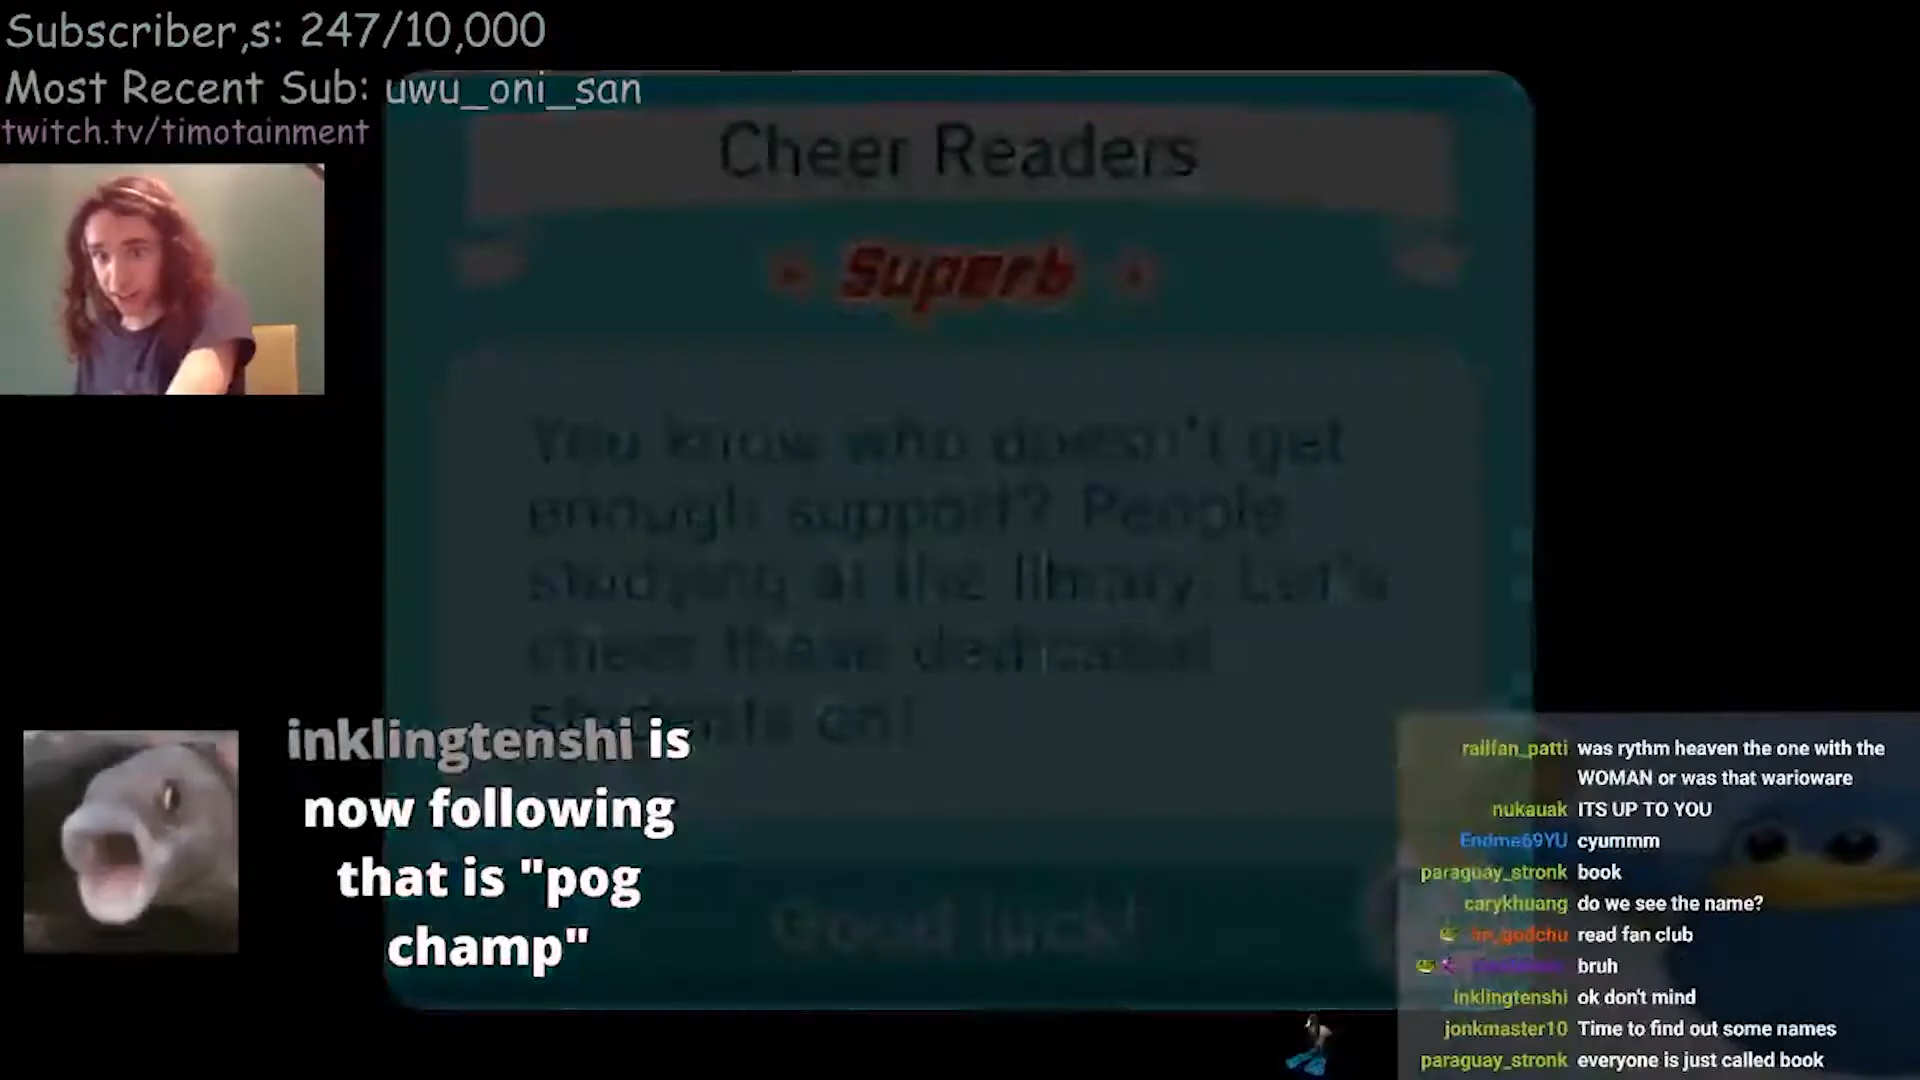 Subscriber,s: 247/10,000
Most Recent Sub: uwu_oni_san
twitch.tv/timotainment
Cheer Readers
Superb
You know who doesn't get
enough support? People
studying at the library. Let's
cheer these dedicated
students on!
Good luck!
inklingtenshi is
now following
that is "pog
champ"
railfan_patti was rythm heaven the one with the
WOMAN or was that warioware
nukauak ITS UP TO YOU
Endme69YU cyummm
paraguay_stronk book
carykhuang do we see the name?
im_godchu read fan club
bruh
inklingtenshi ok don't mind
jonkmaster10 Time to find out some names
paraguay_stronk everyone is just called book